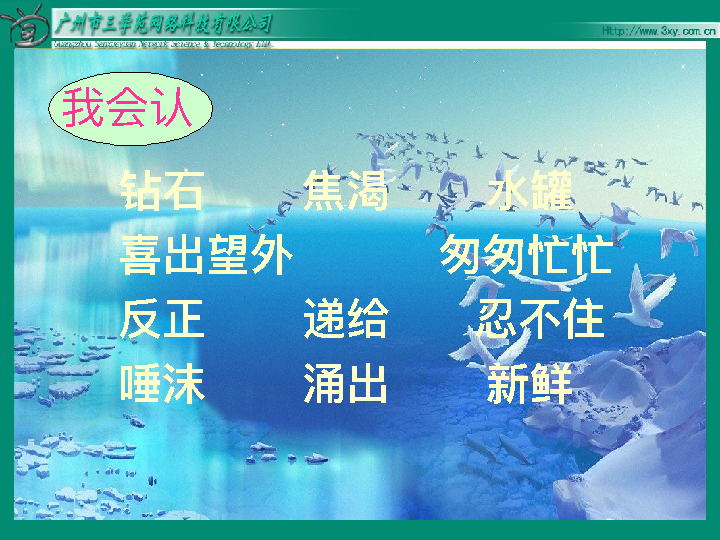 广州市三学苑网络科技有限公司
Guangzhou Sanxueyuan Network Science & Technology Ltd.
Http://www.3xy.com.cn
我会认
钻石 焦渴 水罐
喜出望外 匆匆忙忙
反正 递给 忍不住
唾沫 涌出 新鲜